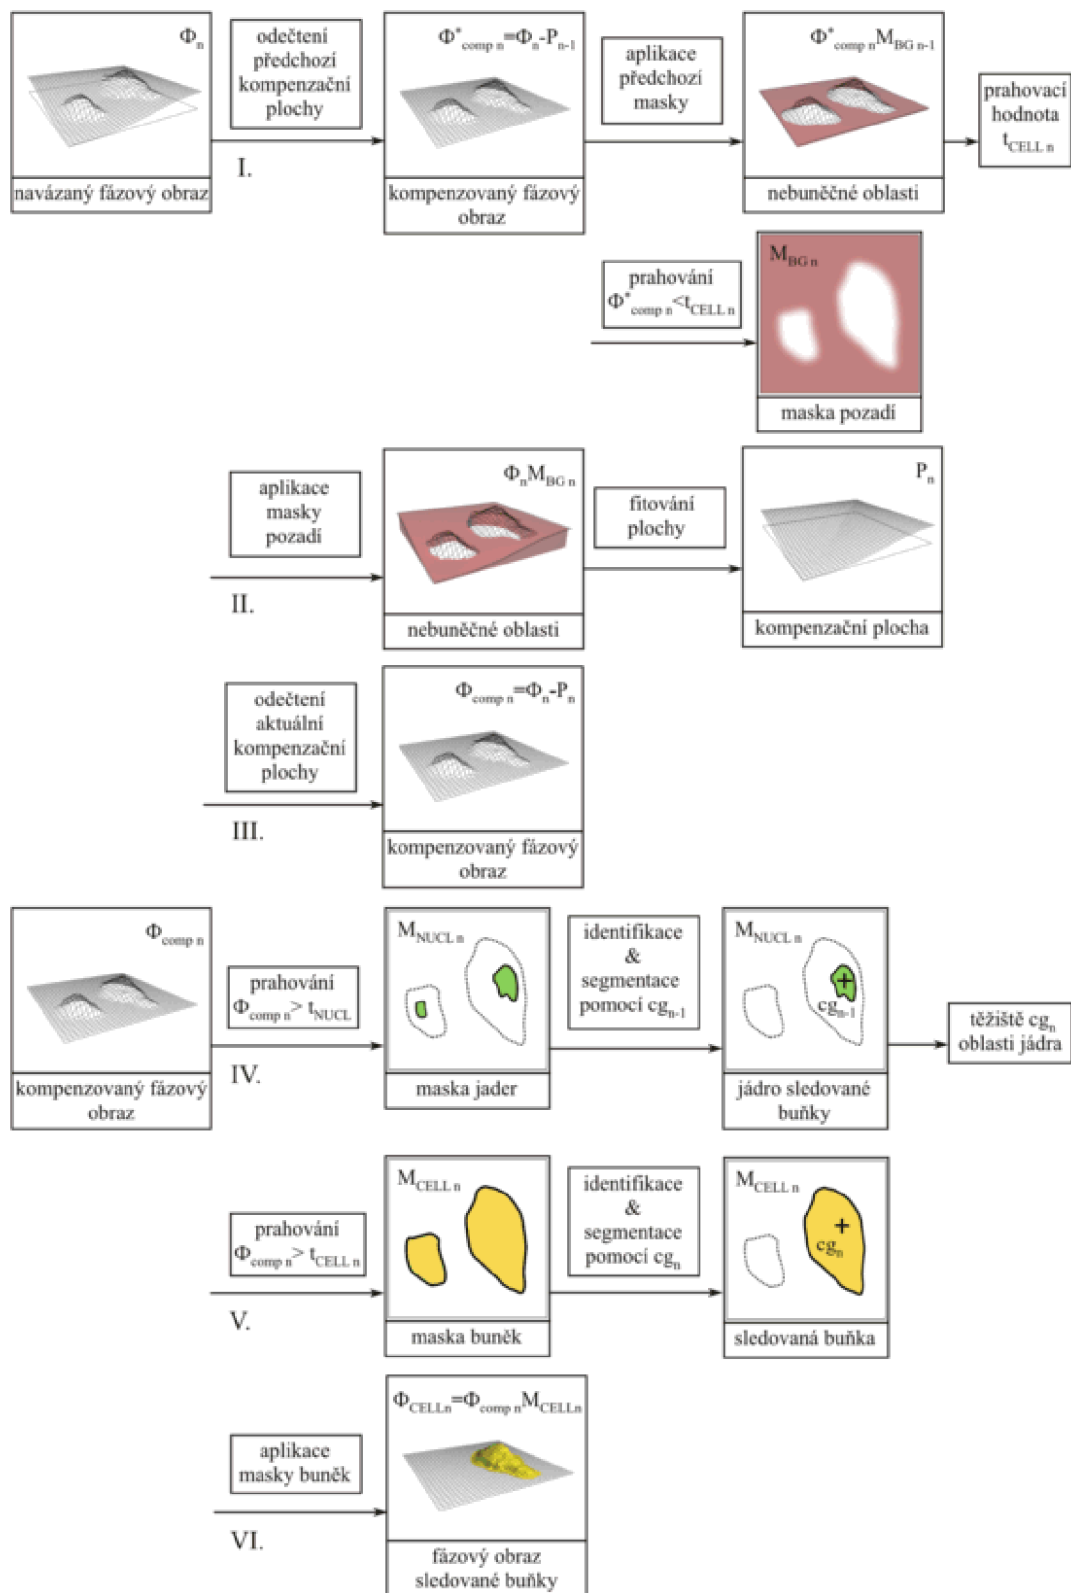 Φn
navázaný fázový obraz
odečtení
předchozí
kompenzační
plochy
I.
Φ*comp n=Φn-Pn-1
kompenzovaný fázový
obraz
aplikace
předchozí
masky
Φ*comp nMBG n-1
nebuněčné oblasti
prahovací
hodnota
tCELL n
prahování
Φ*comp n<tCELL n
MBG n
maska pozadí
aplikace
masky
pozadí
II.
ΦnMBG n
nebuněčné oblasti
fitování
plochy
Pn
kompenzační plocha
odečtení
aktuální
kompenzační
plochy
III.
Φcomp n=Φn-Pn
kompenzovaný fázový
obraz
Φcomp n
kompenzovaný fázový
obraz
prahování
Φcomp n> tNUCL
IV.
MNUCL n
maska jader
identifikace
&
segmentace
pomocí cgn-1
MNUCL n
cgn-1
jádro sledované
buňky
těžiště cgn
oblasti jádra
prahování
Φcomp n> tCELL n
V.
MCELL n
maska buněk
identifikace
&
segmentace
pomocí cgn
MCELL n
cgn
sledovaná buňka
aplikace
masky buněk
VI.
ΦCELLn=Φcomp nMCELLn
fázový obraz
sledované buňky